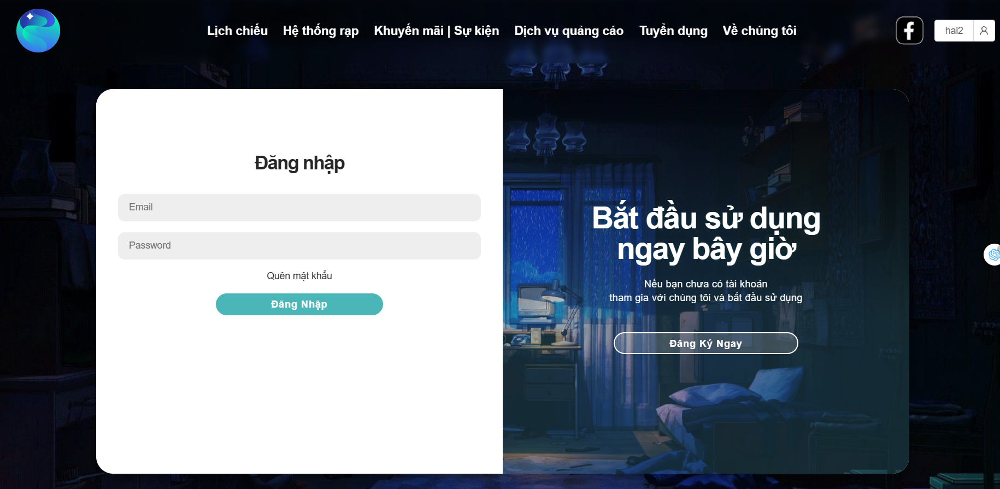 Lịch chiếu Hệ thống rạp Khuyến mãi | Sự kiện Dịch vụ quảng cáo Tuyển dụng Về chúng tôi hai2
Đăng nhập
Email
Password
Quên mật khẩu
Đăng Nhập
Bắt đầu sử dụng
ngay bây giờ
Nếu bạn chưa có tài khoản
tham gia với chúng tôi và bắt đầu sử dụng
Đăng Ký Ngay